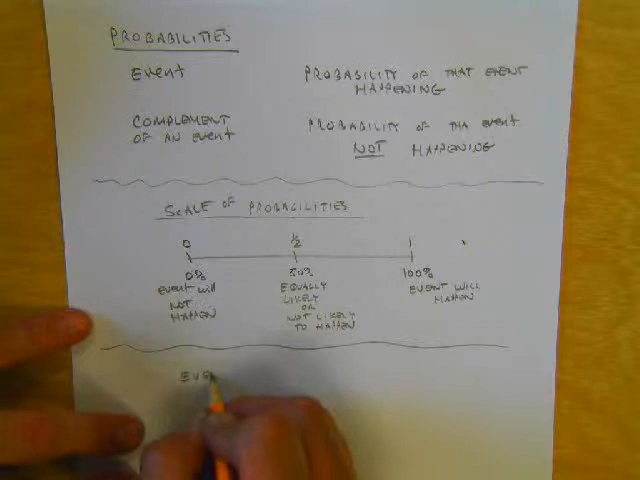 PROBABILITIES
EVENT PROBABILITY OF THAT EVENT
HAPPENING
COMPLEMENT PROBABILITY OF THA EVENT
OF AN EVENT NOT HAPPENING
SCALE OF PROBABILITIES
0 ½ 1
0% 50% 100%
EVENT WILL EQUALLY EVENT WILL
NOT LIKELY HAPPEN
HAPPEN OR
NOT LIKELY
TO HAPPEN
EVE